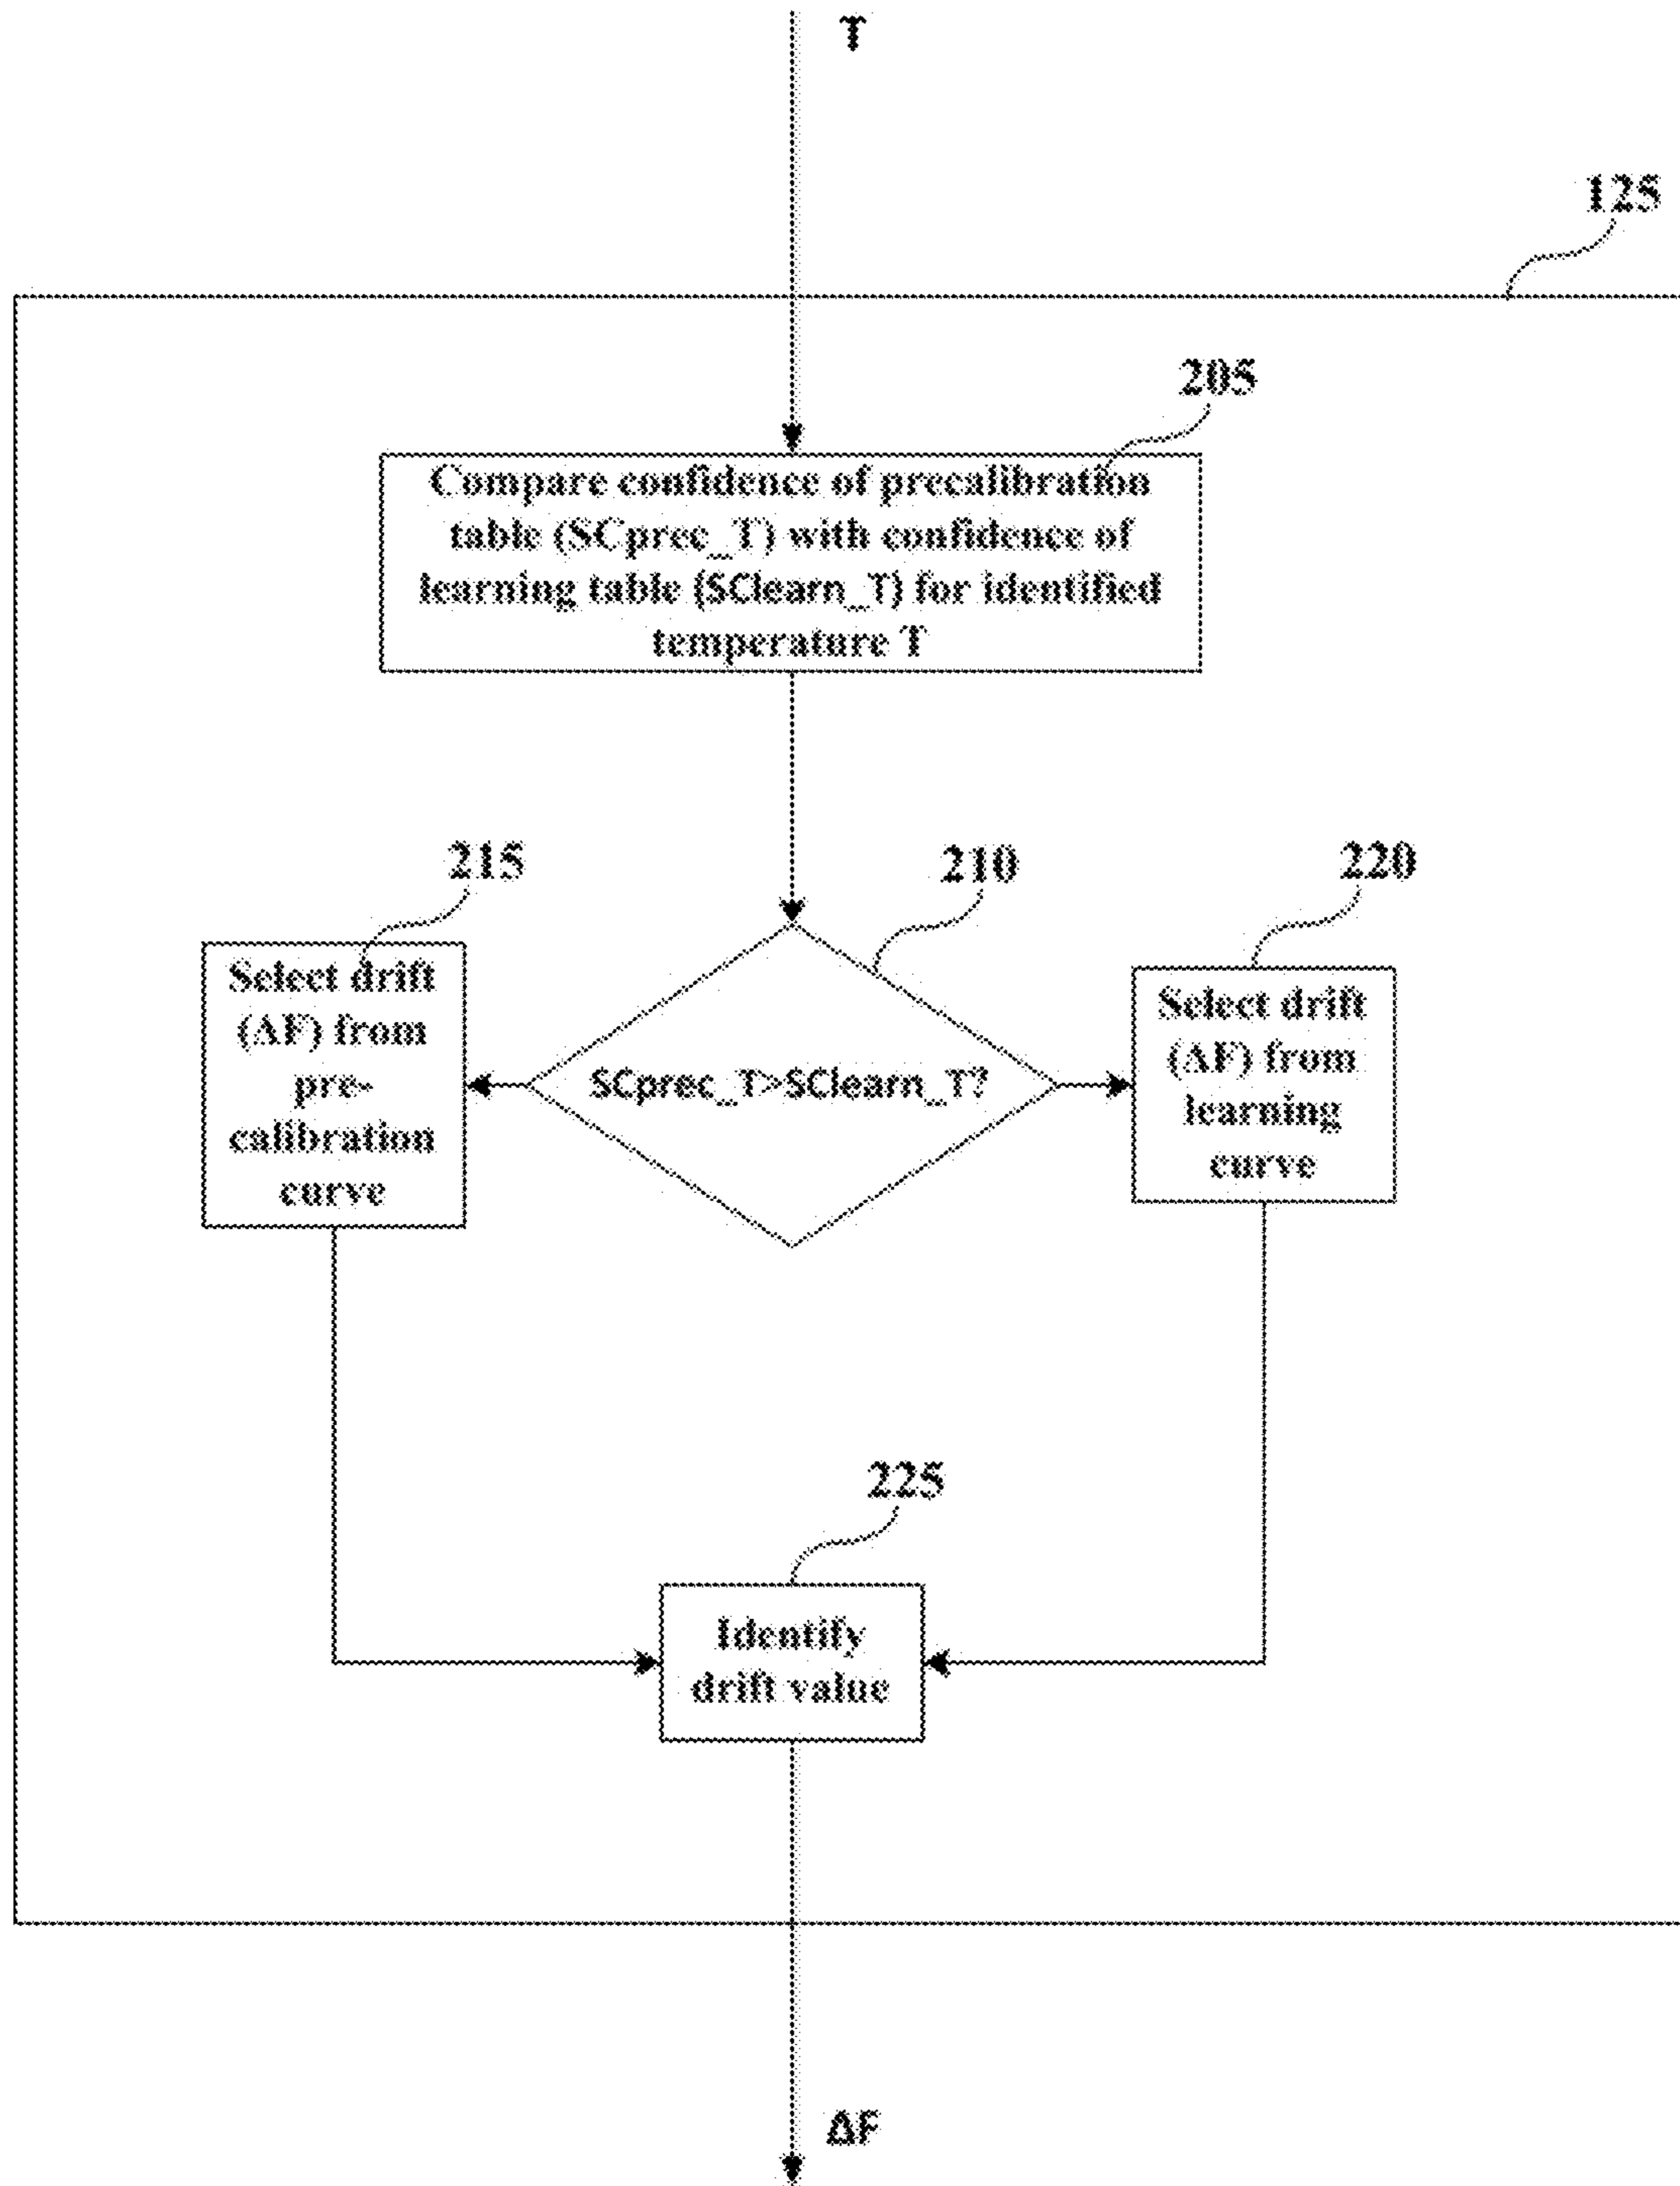 T
125
205
Compare confidence of precalibration
table (SCprec_T) with confidence of
learning table (SClearn_T) for identified
temperature T
215
210
220
Select drift
(ΔF) from
pre-
calibration
curve
SCprec_T>SClearn_T?
Select drift
(ΔF) from
learning
curve
225
Identify
drift value
ΔF